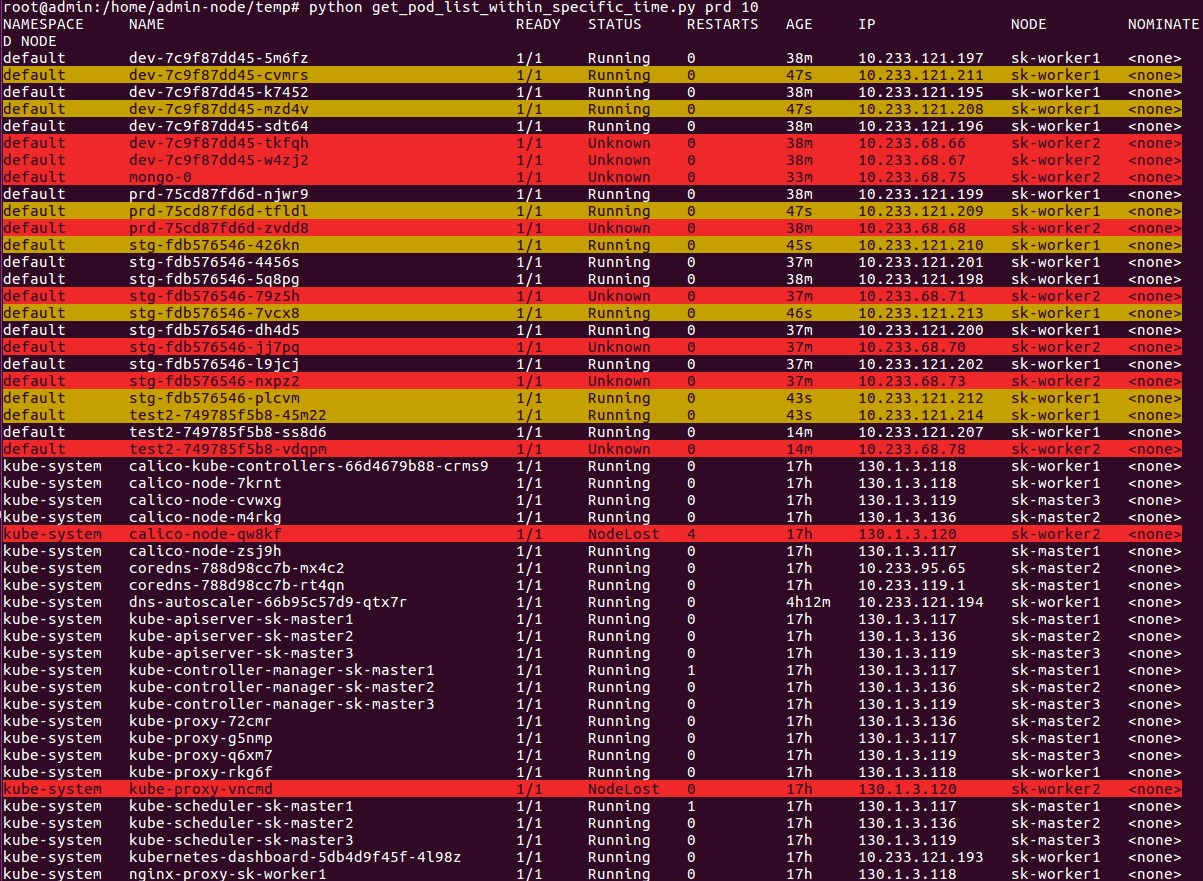 root@admin:/home/admin-node/temp# python get_pod_list_within_specific_time.py prd 10
NAMESPACE NAME READY STATUS RESTARTS AGE IP NODE NOMINATE
D NODE
default dev-7c9f87dd45-5m6fz 1/1 Running 0 38m 10.233.121.197 sk-worker1 <none>
default dev-7c9f87dd45-cvmrs 1/1 Running 0 47s 10.233.121.211 sk-worker1 <none>
default dev-7c9f87dd45-k7452 1/1 Running 0 38m 10.233.121.195 sk-worker1 <none>
default dev-7c9f87dd45-mzd4v 1/1 Running 0 47s 10.233.121.208 sk-worker1 <none>
default dev-7c9f87dd45-sdt64 1/1 Running 0 38m 10.233.121.196 sk-worker1 <none>
default dev-7c9f87dd45-tkfqh 1/1 Unknown 0 38m 10.233.68.66 sk-worker2 <none>
default dev-7c9f87dd45-w4zj2 1/1 Unknown 0 38m 10.233.68.67 sk-worker2 <none>
default mongo-0 1/1 Unknown 0 33m 10.233.68.75 sk-worker2 <none>
default prd-75cd87fd6d-njwr9 1/1 Running 0 38m 10.233.121.199 sk-worker1 <none>
default prd-75cd87fd6d-tfldl 1/1 Running 0 47s 10.233.121.209 sk-worker1 <none>
default prd-75cd87fd6d-zvdd8 1/1 Unknown 0 38m 10.233.68.68 sk-worker2 <none>
default stg-fdb576546-426kn 1/1 Running 0 45s 10.233.121.210 sk-worker1 <none>
default stg-fdb576546-4456s 1/1 Running 0 37m 10.233.121.201 sk-worker1 <none>
default stg-fdb576546-5q8pg 1/1 Running 0 38m 10.233.121.198 sk-worker1 <none>
default stg-fdb576546-79z5h 1/1 Unknown 0 37m 10.233.68.71 sk-worker2 <none>
default stg-fdb576546-7vcx8 1/1 Running 0 46s 10.233.121.213 sk-worker1 <none>
default stg-fdb576546-dh4d5 1/1 Running 0 37m 10.233.121.200 sk-worker1 <none>
default stg-fdb576546-jj7pq 1/1 Unknown 0 37m 10.233.68.70 sk-worker2 <none>
default stg-fdb576546-l9jcj 1/1 Running 0 37m 10.233.121.202 sk-worker1 <none>
default stg-fdb576546-nxpz2 1/1 Unknown 0 37m 10.233.68.73 sk-worker2 <none>
default stg-fdb576546-plcvm 1/1 Running 0 43s 10.233.121.212 sk-worker1 <none>
default test2-749785f5b8-45m22 1/1 Running 0 43s 10.233.121.214 sk-worker1 <none>
default test2-749785f5b8-ss8d6 1/1 Running 0 14m 10.233.121.207 sk-worker1 <none>
default test2-749785f5b8-vdqpm 1/1 Unknown 0 14m 10.233.68.78 sk-worker2 <none>
kube-system calico-kube-controllers-66d4679b88-crms9 1/1 Running 0 17h 130.1.3.118 sk-worker1 <none>
kube-system calico-node-7krnt 1/1 Running 0 17h 130.1.3.118 sk-worker1 <none>
kube-system calico-node-cvwxg 1/1 Running 0 17h 130.1.3.119 sk-master3 <none>
kube-system calico-node-m4rkg 1/1 Running 0 17h 130.1.3.136 sk-master2 <none>
kube-system calico-node-qw8kf 1/1 NodeLost 4 17h 130.1.3.120 sk-worker2 <none>
kube-system calico-node-zsj9h 1/1 Running 0 17h 130.1.3.117 sk-master1 <none>
kube-system coredns-788d98cc7b-mx4c2 1/1 Running 0 17h 10.233.95.65 sk-master2 <none>
kube-system coredns-788d98cc7b-rt4qn 1/1 Running 0 17h 10.233.119.1 sk-master1 <none>
kube-system dns-autoscaler-66b95c57d9-qtx7r 1/1 Running 0 4h12m 10.233.121.194 sk-worker1 <none>
kube-system kube-apiserver-sk-master1 1/1 Running 0 17h 130.1.3.117 sk-master1 <none>
kube-system kube-apiserver-sk-master2 1/1 Running 0 17h 130.1.3.136 sk-master2 <none>
kube-system kube-apiserver-sk-master3 1/1 Running 0 17h 130.1.3.119 sk-master3 <none>
kube-system kube-controller-manager-sk-master1 1/1 Running 1 17h 130.1.3.117 sk-master1 <none>
kube-system kube-controller-manager-sk-master2 1/1 Running 0 17h 130.1.3.136 sk-master2 <none>
kube-system kube-controller-manager-sk-master3 1/1 Running 0 17h 130.1.3.119 sk-master3 <none>
kube-system kube-proxy-72cmr 1/1 Running 0 17h 130.1.3.136 sk-master2 <none>
kube-system kube-proxy-g5nmp 1/1 Running 0 17h 130.1.3.117 sk-master1 <none>
kube-system kube-proxy-q6xm7 1/1 Running 0 17h 130.1.3.119 sk-master3 <none>
kube-system kube-proxy-rkg6f 1/1 Running 0 17h 130.1.3.118 sk-worker1 <none>
kube-system kube-proxy-vncmd 1/1 NodeLost 0 17h 130.1.3.120 sk-worker2 <none>
kube-system kube-scheduler-sk-master1 1/1 Running 1 17h 130.1.3.117 sk-master1 <none>
kube-system kube-scheduler-sk-master2 1/1 Running 0 17h 130.1.3.136 sk-master2 <none>
kube-system kube-scheduler-sk-master3 1/1 Running 0 17h 130.1.3.119 sk-master3 <none>
kube-system kubernetes-dashboard-5db4d9f45f-4l98z 1/1 Running 0 17h 10.233.121.193 sk-worker1 <none>
kube-system nginx-proxy-sk-worker1 1/1 Running 0 17h 130.1.3.118 sk-worker1 <none>